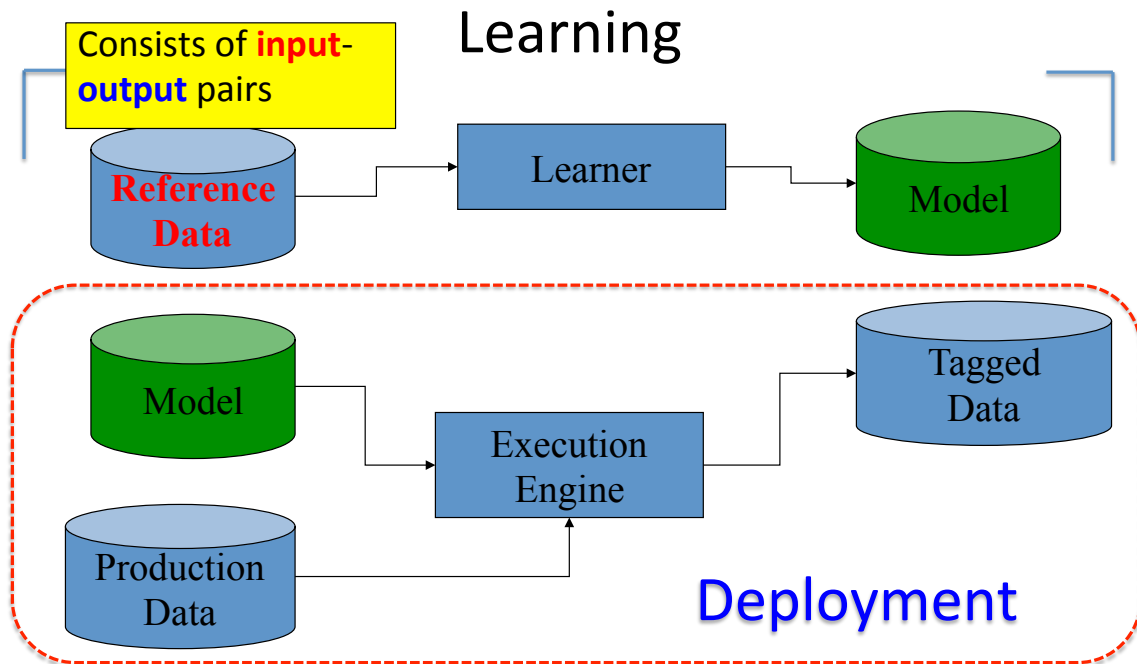 Learning
Consists of input-
output pairs
Reference
Data
Learner
Model
Model
Execution
Engine
Tagged
Data
Production
Data
Deployment